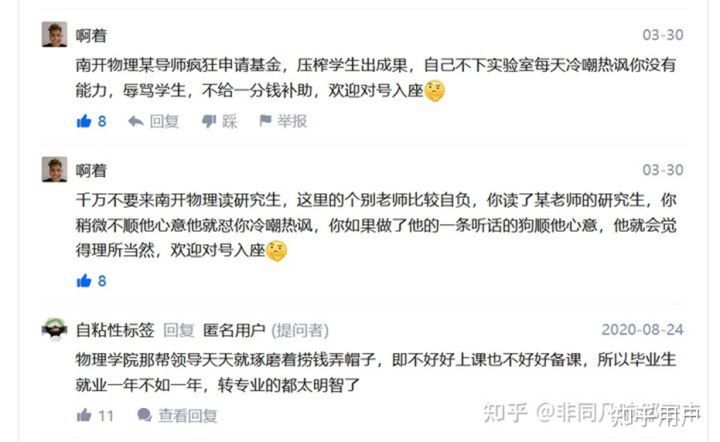 啊着 03-30
南开物理某导师疯狂申请基金，压榨学生出成果，自己不下实验室每天冷嘲热讽你没有
能力，辱骂学生，不给一分钱补助，欢迎对号入座🤔
8 回复 踩 举报
啊着 03-30
千万不要来南开物理读研究生，这里的个别老师比较自负，你读了某老师的研究生，你
稍微不顺他心意他就怼你冷嘲热讽，你如果做了他的一条听话的狗顺他心意，他就会觉
得理所当然，欢迎对号入座🤔
8
自粘性标签 回复 匿名用户 (提问者) 2020-08-24
物理学院那帮领导天天就琢磨着捞钱弄帽子，即不好好上课也不好好备课，所以毕业生
就业一年不如一年，转专业的都太明智了
11 查看回复
知乎 @非同凡
知乎用户